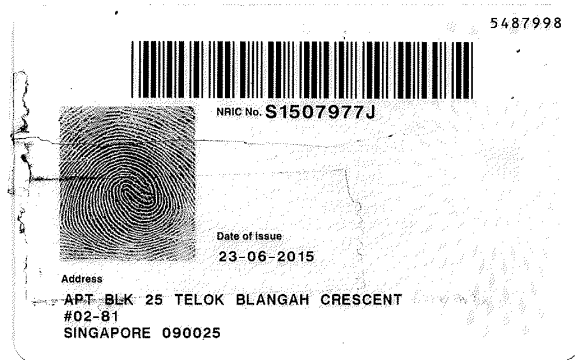 5487998
NRIC No. S1507977J
Date of issue
23-06-2015
Address
APT BLK 25 TELOK BLANGAH CRESCENT
#02-81
SINGAPORE 090025